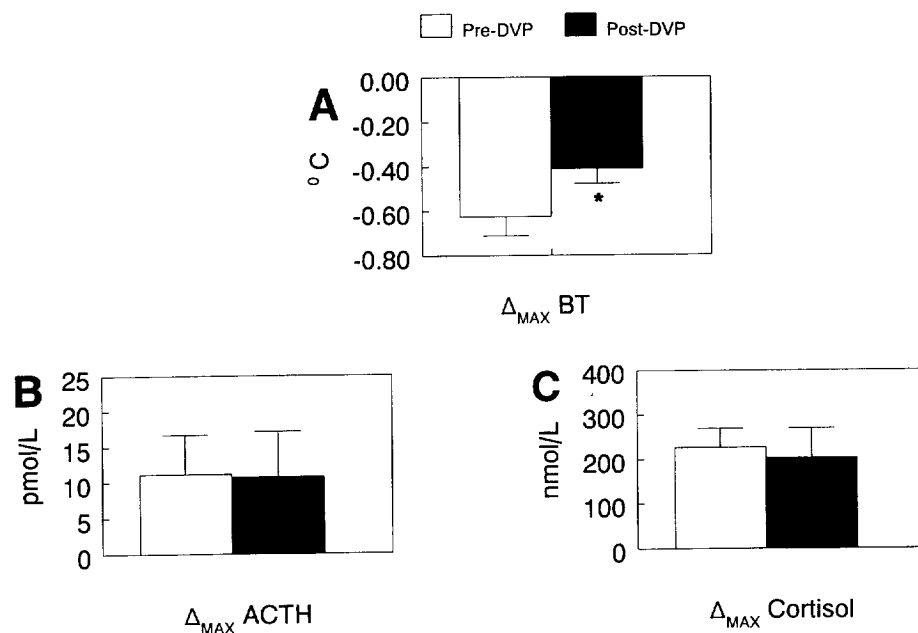 Pre-DVP Post-DVP
A
0.00
-0.20
-0.40
-0.60
-0.80
°C
*
ΔMAX BT
B
25
20
15
10
5
0
pmol/L
ΔMAX ACTH
C
400
300
200
100
0
nmol/L
ΔMAX Cortisol